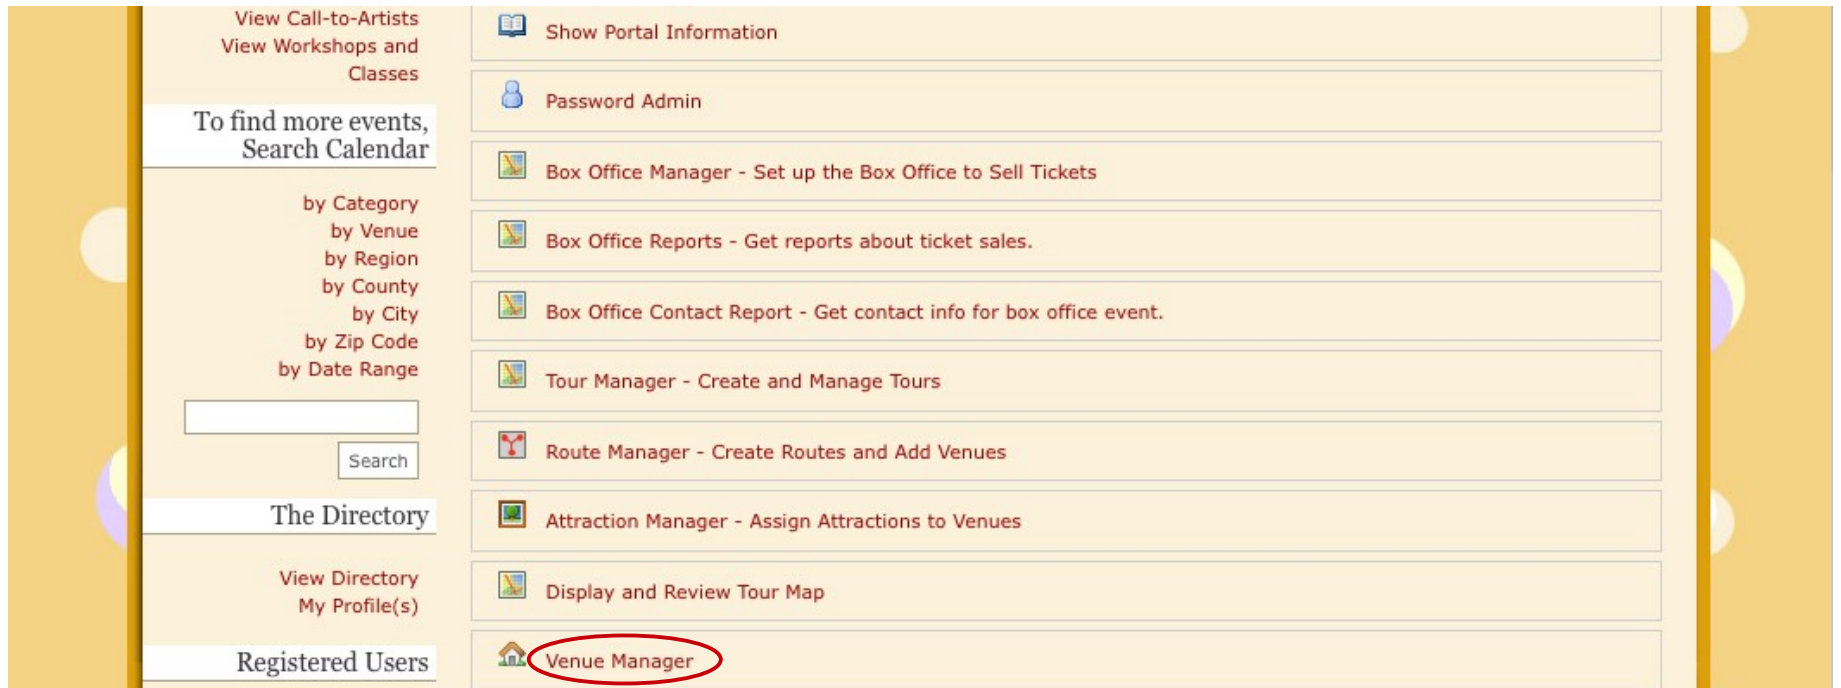 View Call-to-Artists
View Workshops and
Classes
To find more events,
Search Calendar
by Category
by Venue
by Region
by County
by City
by Zip Code
by Date Range
Search
The Directory
View Directory
My Profile(s)
Registered Users
Show Portal Information
Password Admin
Box Office Manager - Set up the Box Office to Sell Tickets
Box Office Reports - Get reports about ticket sales.
Box Office Contact Report - Get contact info for box office event.
Tour Manager - Create and Manage Tours
Route Manager - Create Routes and Add Venues
Attraction Manager - Assign Attractions to Venues
Display and Review Tour Map
Venue Manager